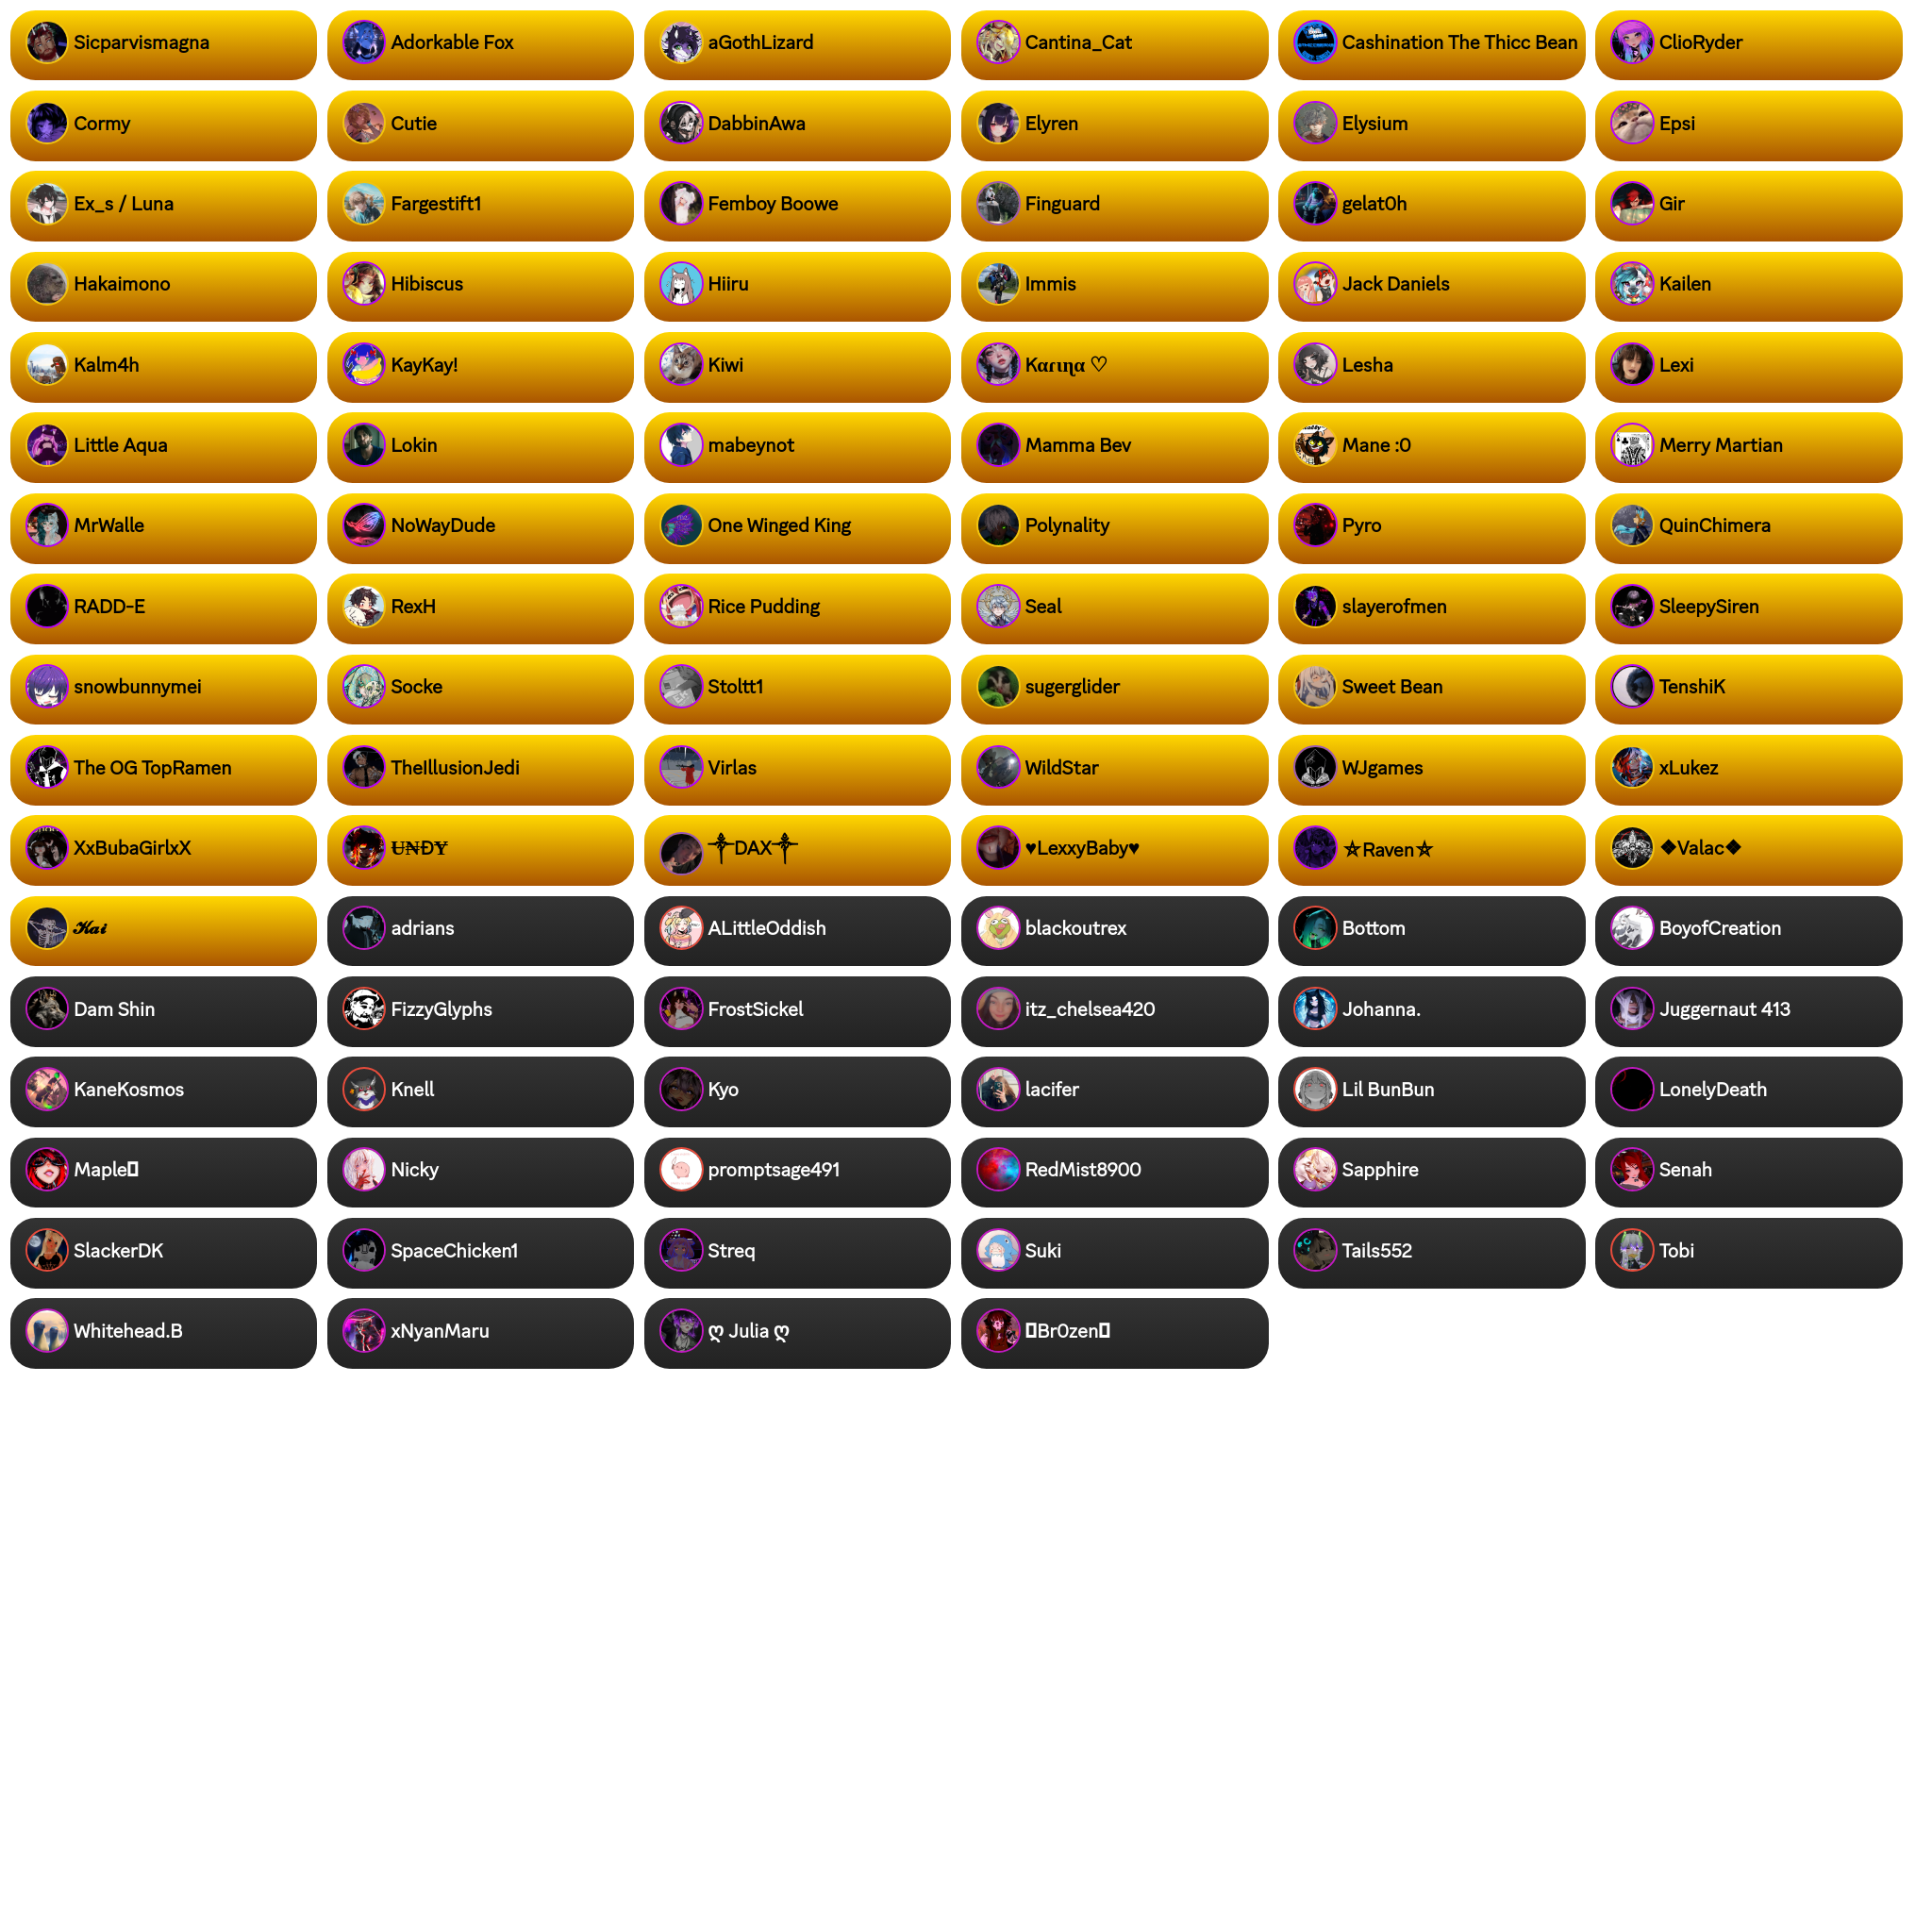 Sicparvismagna
Adorkable Fox
aGothLizard
Cantina_Cat
Cashination The Thicc Bean
ClioRyder
Cormy
Cutie
DabbinAwa
Elyren
Elysium
Epsi
Ex_s / Luna
Fargestift1
Femboy Boowe
Finguard
gelat0h
Gir
Hakaimono
Hibiscus
Hiiru
Immis
Jack Daniels
Kailen
Kalm4h
KayKay!
Kiwi
Kαɾιɳα ♡
Lesha
Lexi
Little Aqua
Lokin
mabeynot
Mamma Bev
Mane :0
Merry Martian
MrWalle
NoWayDude
One Winged King
Polynality
Pyro
QuinChimera
RADD-E
RexH
Rice Pudding
Seal
slayerofmen
SleepySiren
snowbunnymei
Socke
Stoltt1
sugerglider
Sweet Bean
TenshiK
The OG TopRamen
TheIllusionJedi
Virlas
WildStar
WJgames
xLukez
XxBubaGirlxX
U̶N̶D̶Y̶
⸸DAX⸸
♥LexxyBaby♥
⛤Raven⛤
❖Valac❖
𝓚𝓪𝓲
adrians
ALittleOddish
blackoutrex
Bottom
BoyofCreation
Dam Shin
FizzyGlyphs
FrostSickel
itz_chelsea420
Johanna.
Juggernaut 413
KaneKosmos
Knell
Kyo
lacifer
Lil BunBun
LonelyDeath
Maple
Nicky
promptsage491
RedMist8900
Sapphire
Senah
SlackerDK
SpaceChicken1
Streq
Suki
Tails552
Tobi
Whitehead.B
xNyanMaru
ღ Julia ღ
Br0zen